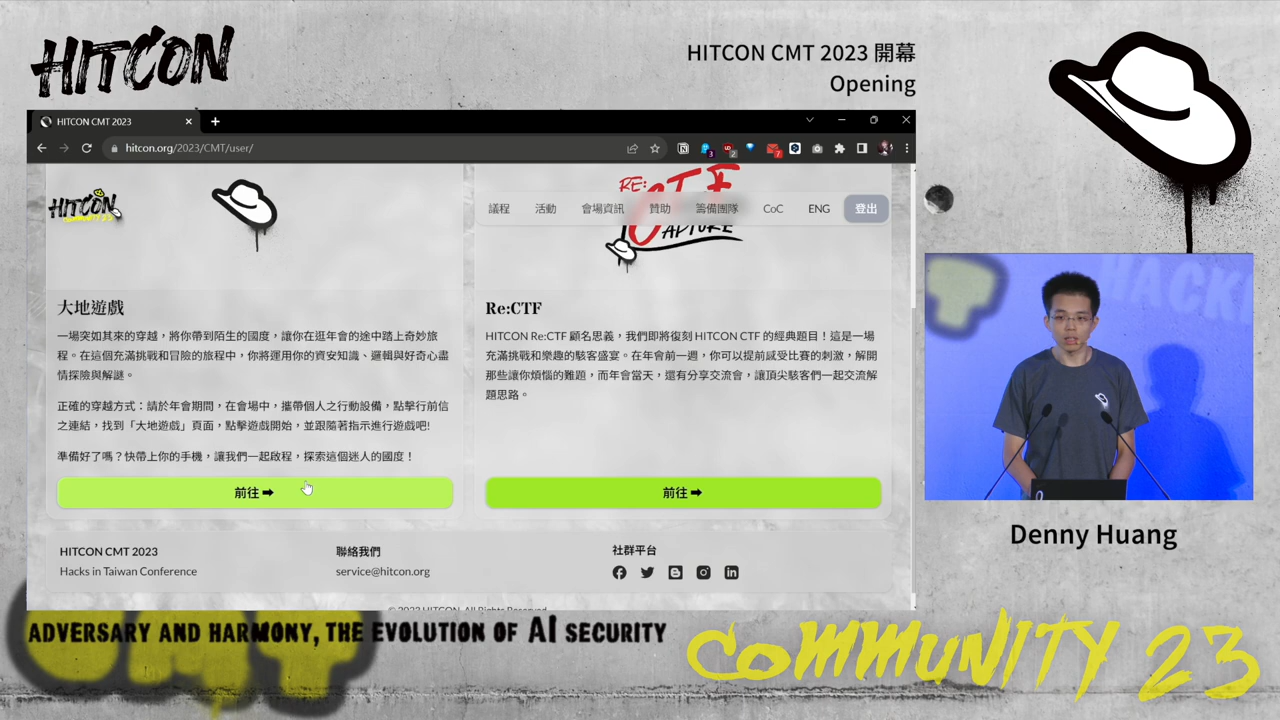 HITCON
HITCON CMT 2023 開幕
Opening
HITCON CMT 2023
hitcon.org/2023/CMT/user/
3
2
7
HITCON
COMMUNITY 23
RE:
CTF
CAPTURE
議程 活動 會場資訊 贊助 籌備團隊 CoC ENG 登出
大地遊戲
一場突如其來的穿越，將你帶到陌生的國度，讓你在逛年會的途中踏上奇妙旅
程。在這個充滿挑戰和冒險的旅程中，你將運用你的資安知識、邏輯與好奇心盡
情探險與解謎。
正確的穿越方式：請於年會期間，在會場中，攜帶個人之行動設備，點擊行前信
之連結，找到「大地遊戲」頁面，點擊遊戲開始，並跟隨著指示進行遊戲吧!
準備好了嗎？快帶上你的手機，讓我們一起啟程，探索這個迷人的國度！
前往 ➡
Re:CTF
HITCON Re:CTF 顧名思義，我們即將復刻 HITCON CTF 的經典題目！這是一場
充滿挑戰和樂趣的駭客盛宴。在年會前一週，你可以提前感受比賽的刺激，解開
那些讓你煩惱的難題，而年會當天，還有分享交流會，讓頂尖駭客們一起交流解
題思路。
前往 ➡
HITCON CMT 2023
Hacks in Taiwan Conference
聯絡我們
service@hitcon.org
社群平台
© 2023 HITCON. All Rights Reserved
HACK
Denny Huang
CMT
ADVERSARY AND HARMONY, THE EVOLUTION OF AI SECURITY
COMMUNITY 23